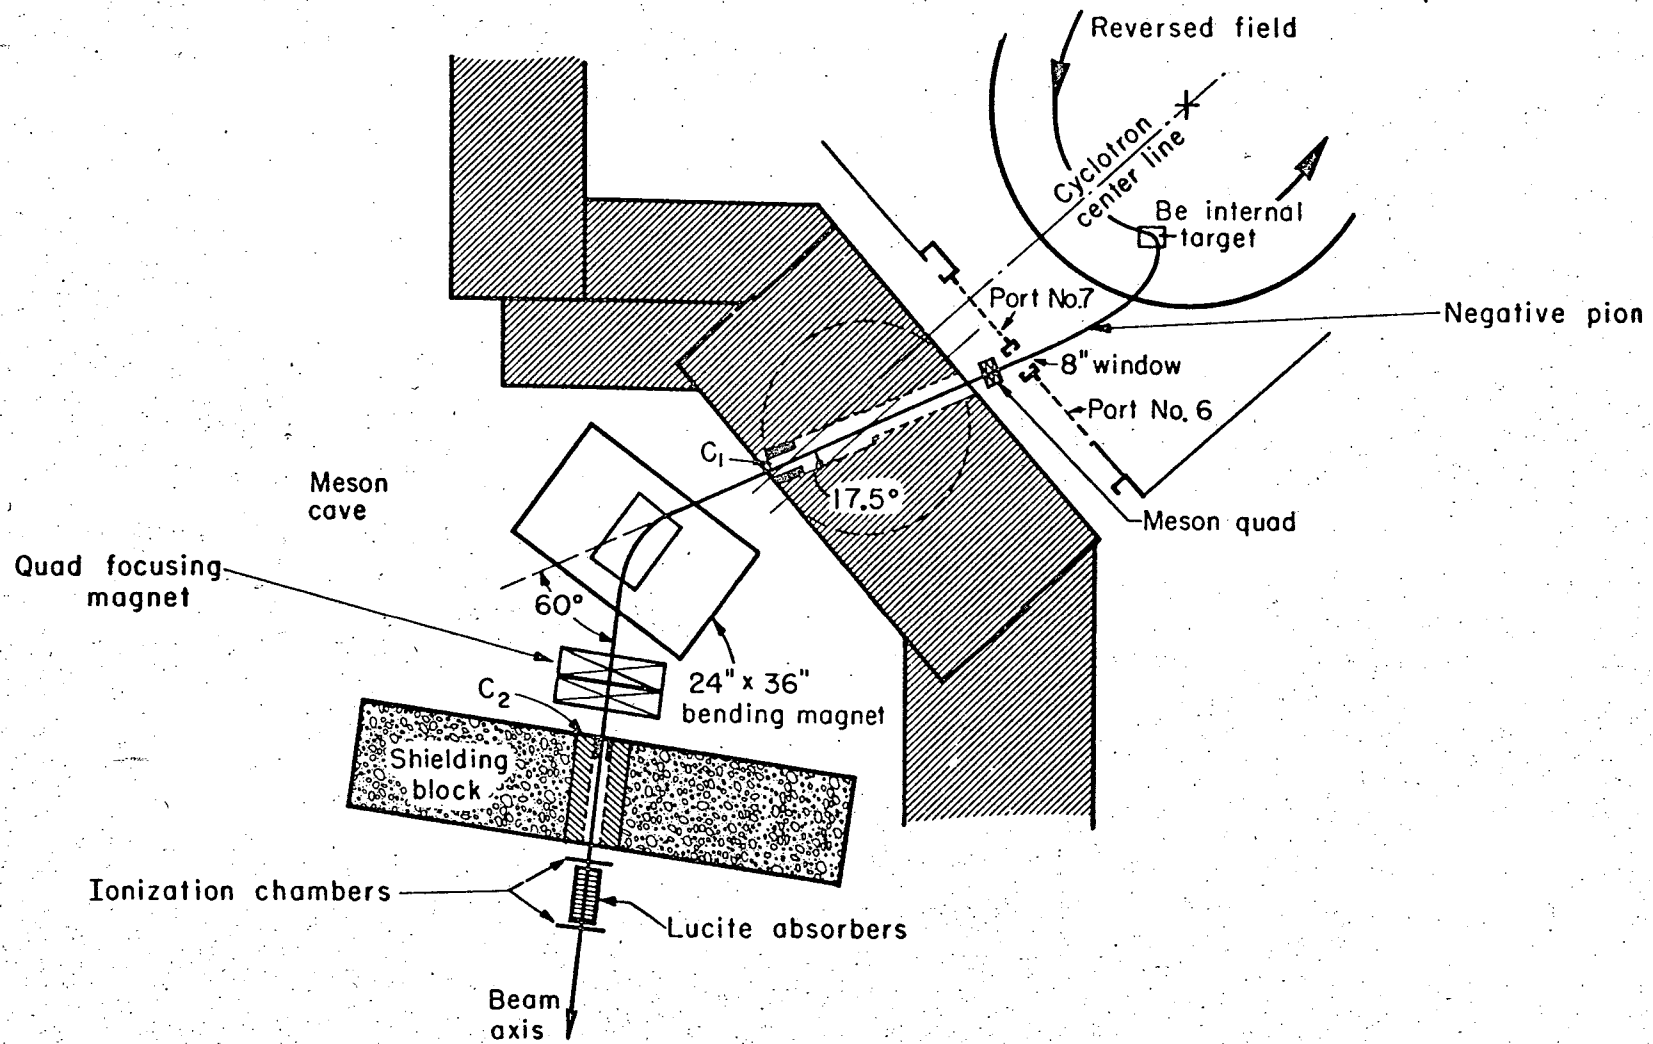 Reversed field
Cyclotron
center line
Be internal
target
Port No.7
Negative pion
8" window
Port No. 6
C1
17.5°
Meson
cave
Meson quad
Quad focusing
magnet
60°
24" x 36"
bending magnet
C2
Shielding
block
Ionization chambers
Lucite absorbers
Beam
axis